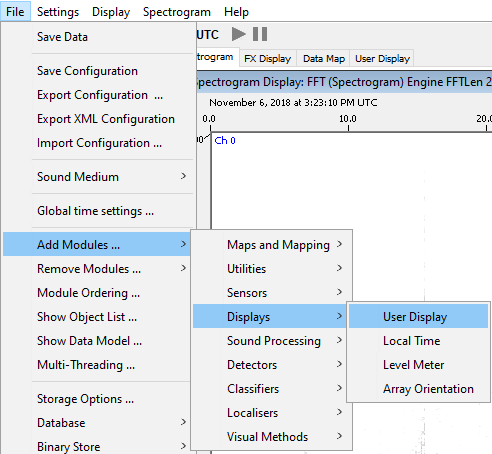 File Settings Display Spectrogram Help
UTC
Save Data
Save Configuration
Export Configuration ...
Export XML Configuration
Import Configuration ...
Sound Medium
Global time settings ...
Add Modules ...
Remove Modules ...
Module Ordering ...
Show Object List ...
Show Data Model ...
Multi-Threading ...
Storage Options ...
Database
Binary Store
trogram FX Display Data Map User Display
Spectrogram Display: FFT (Spectrogram) Engine FFTLen 2
November 6, 2018 at 3:23:10 PM UTC
0.0 10.0 20.0
00
Ch 0
Maps and Mapping
Utilities
Sensors
Displays
Sound Processing
Detectors
Classifiers
Localisers
Visual Methods
User Display
Local Time
Level Meter
Array Orientation